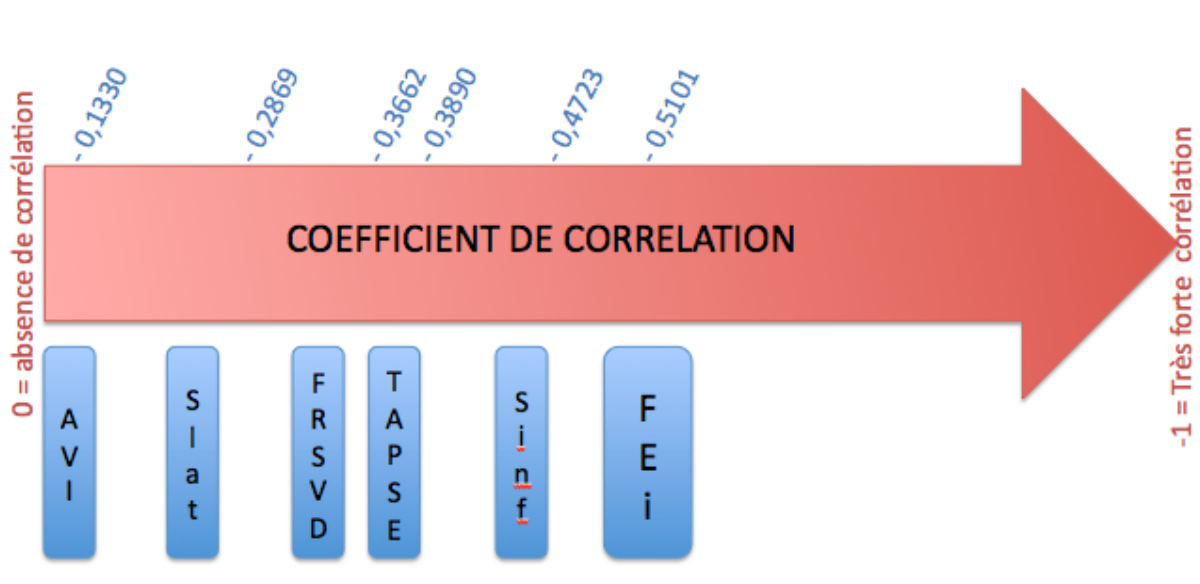 0 = absence de corrélation
- 0,1330
- 0,2869
- 0,3662
- 0,3890
- 0,4723
- 0,5101
COEFFICIENT DE CORRELATION
-1 = Très forte corrélation
AVI
Slat
FRSVD
TAPSE
Sinf
FEi